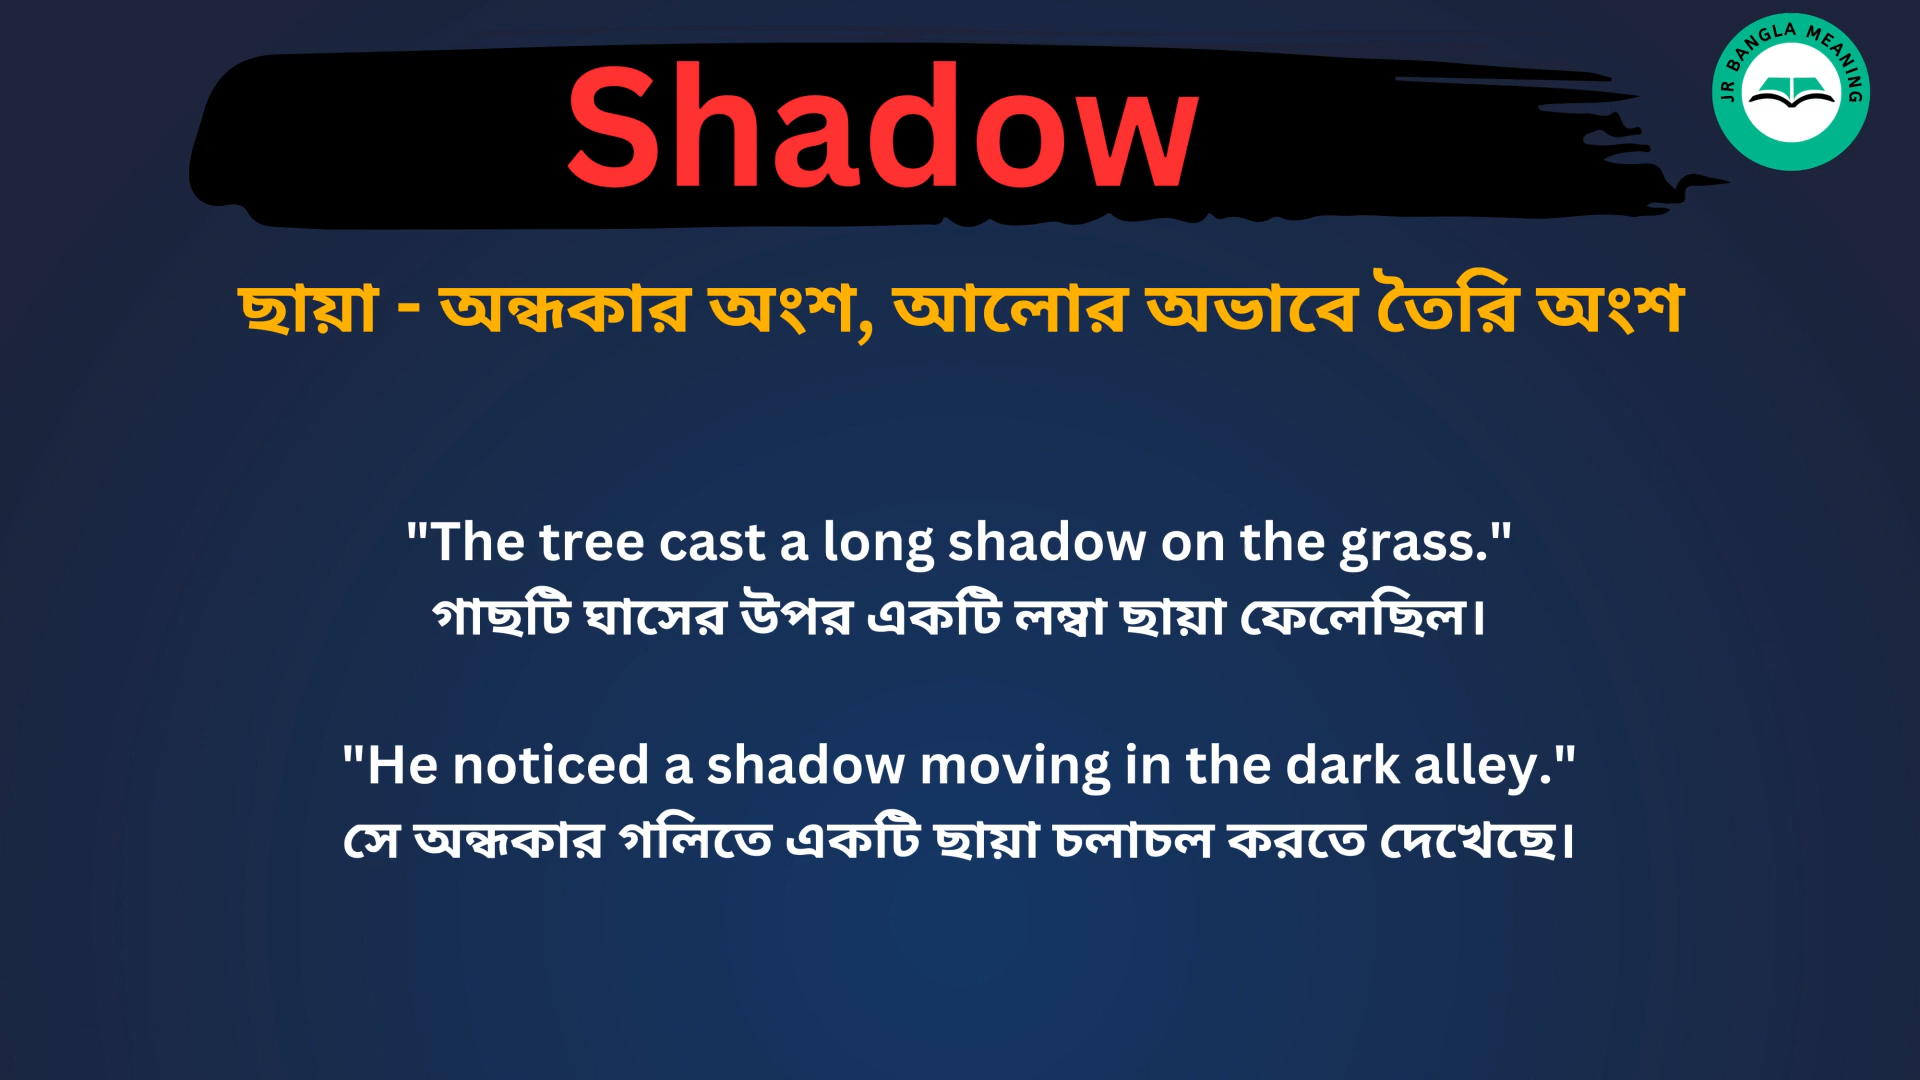 Shadow
JR BANGLA MEANING
ছায়া - অন্ধকার অংশ, আলোর অভাবে তৈরি অংশ
"The tree cast a long shadow on the grass."
গাছটি ঘাসের উপর একটি লম্বা ছায়া ফেলেছিল।
"He noticed a shadow moving in the dark alley."
সে অন্ধকার গলিতে একটি ছায়া চলাচল করতে দেখেছে।